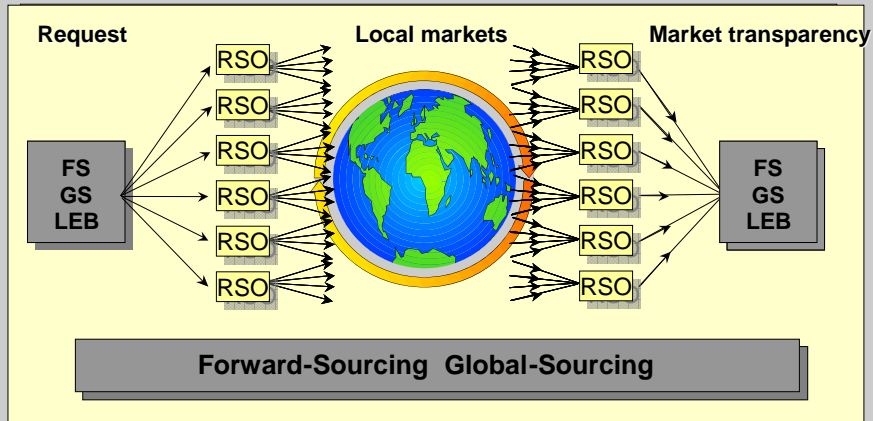 Request
Local markets
Market transparency
RSO
RSO
RSO
RSO
RSO
RSO
RSO
RSO
RSO
RSO
RSO
RSO
FS
GS
LEB
FS
GS
LEB
Forward-Sourcing Global-Sourcing